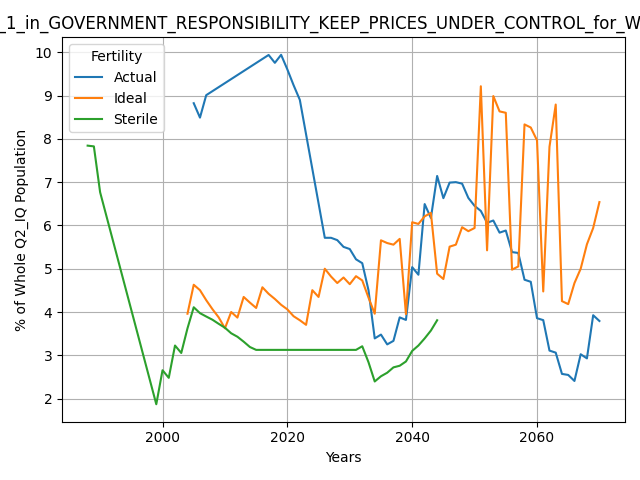 _1_in_GOVERNMENT_RESPONSIBILITY_KEEP_PRICES_UNDER_CONTROL_for_W
Fertility
Actual
Ideal
Sterile
% of Whole Q2_IQ Population
10
9
8
7
6
5
4
3
2
2000 2020 2040 2060
Years